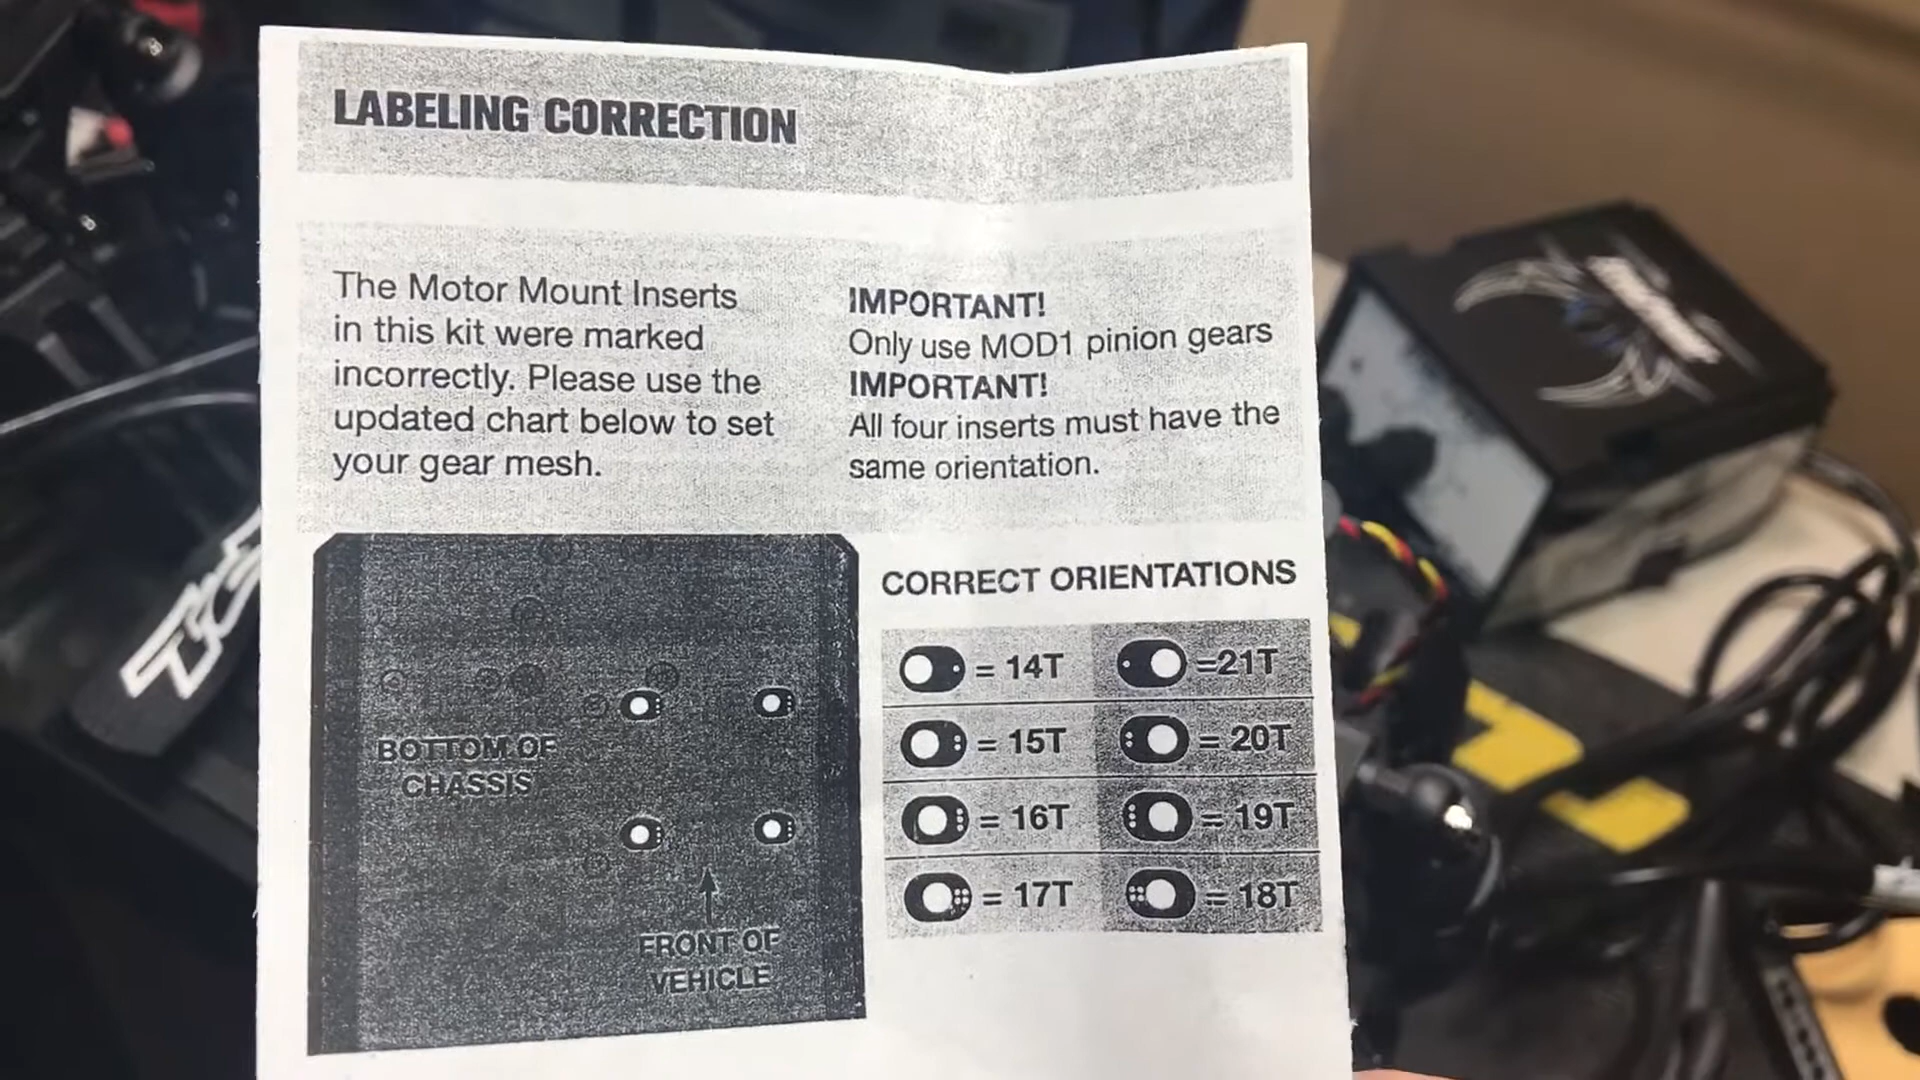 LABELING CORRECTION
The Motor Mount Inserts
in this kit were marked
incorrectly. Please use the
updated chart below to set
your gear mesh.
IMPORTANT!
Only use MOD1 pinion gears
IMPORTANT!
All four inserts must have the
same orientation.
BOTTOM OF
CHASSIS
FRONT OF
VEHICLE
CORRECT ORIENTATIONS
= 14T =21T
= 15T = 20T
= 16T = 19T
= 17T = 18T